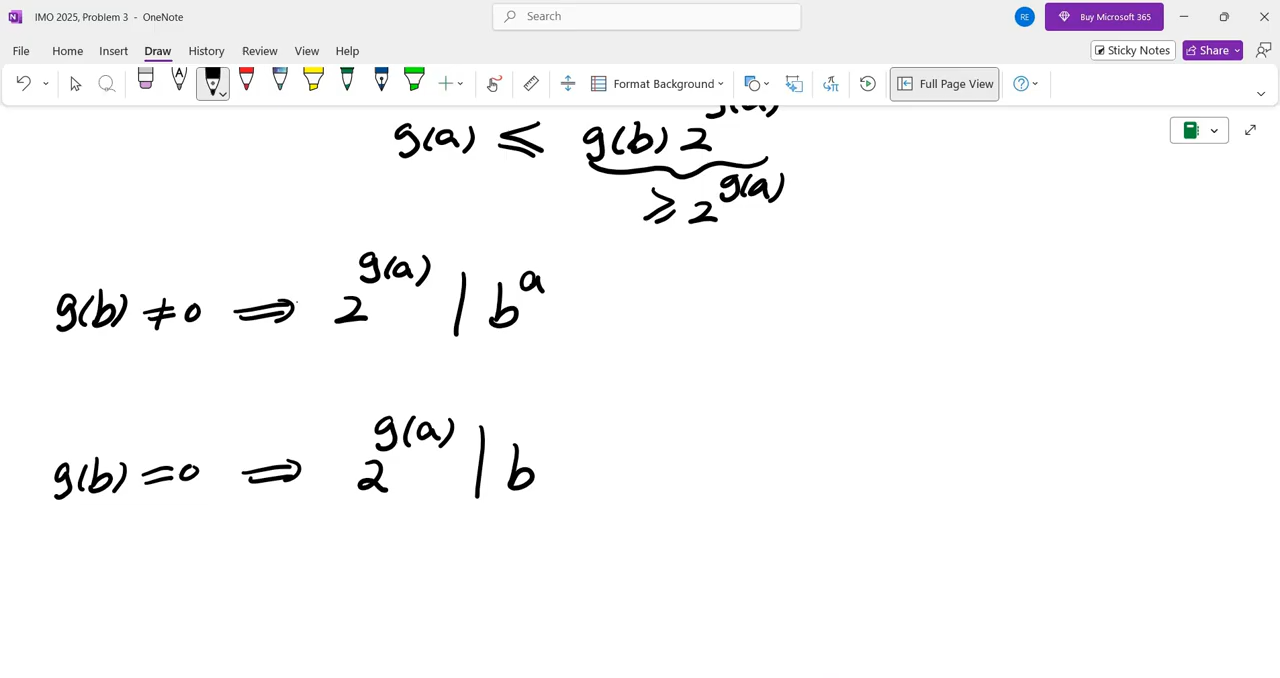 IMO 2025, Problem 3 - OneNote
Search
RE
Buy Microsoft 365
File Home Insert Draw History Review View Help
Sticky Notes
Share
Format Background
Full Page View
g(a) ≤ g(b) 2^g(a)
≥ 2^g(a)
g(b) ≠ 0 ⟹ 2^g(a) | b^a
g(b) = 0 ⟹ 2^g(a) | b